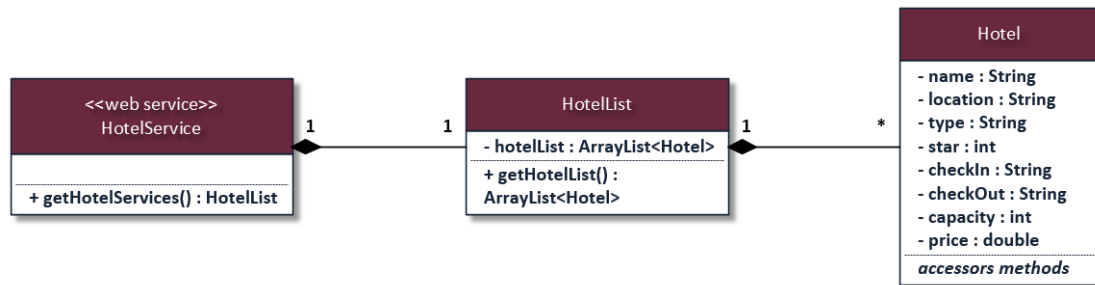 <<web service>>
HotelService
+ getHotelServices() : HotelList
1
1
HotelList
- hotelList : ArrayList<Hotel>
+ getHotelList() :
ArrayList<Hotel>
1
*
Hotel
- name : String
- location : String
- type : String
- star : int
- checkIn : String
- checkOut : String
- capacity : int
- price : double
accessors methods